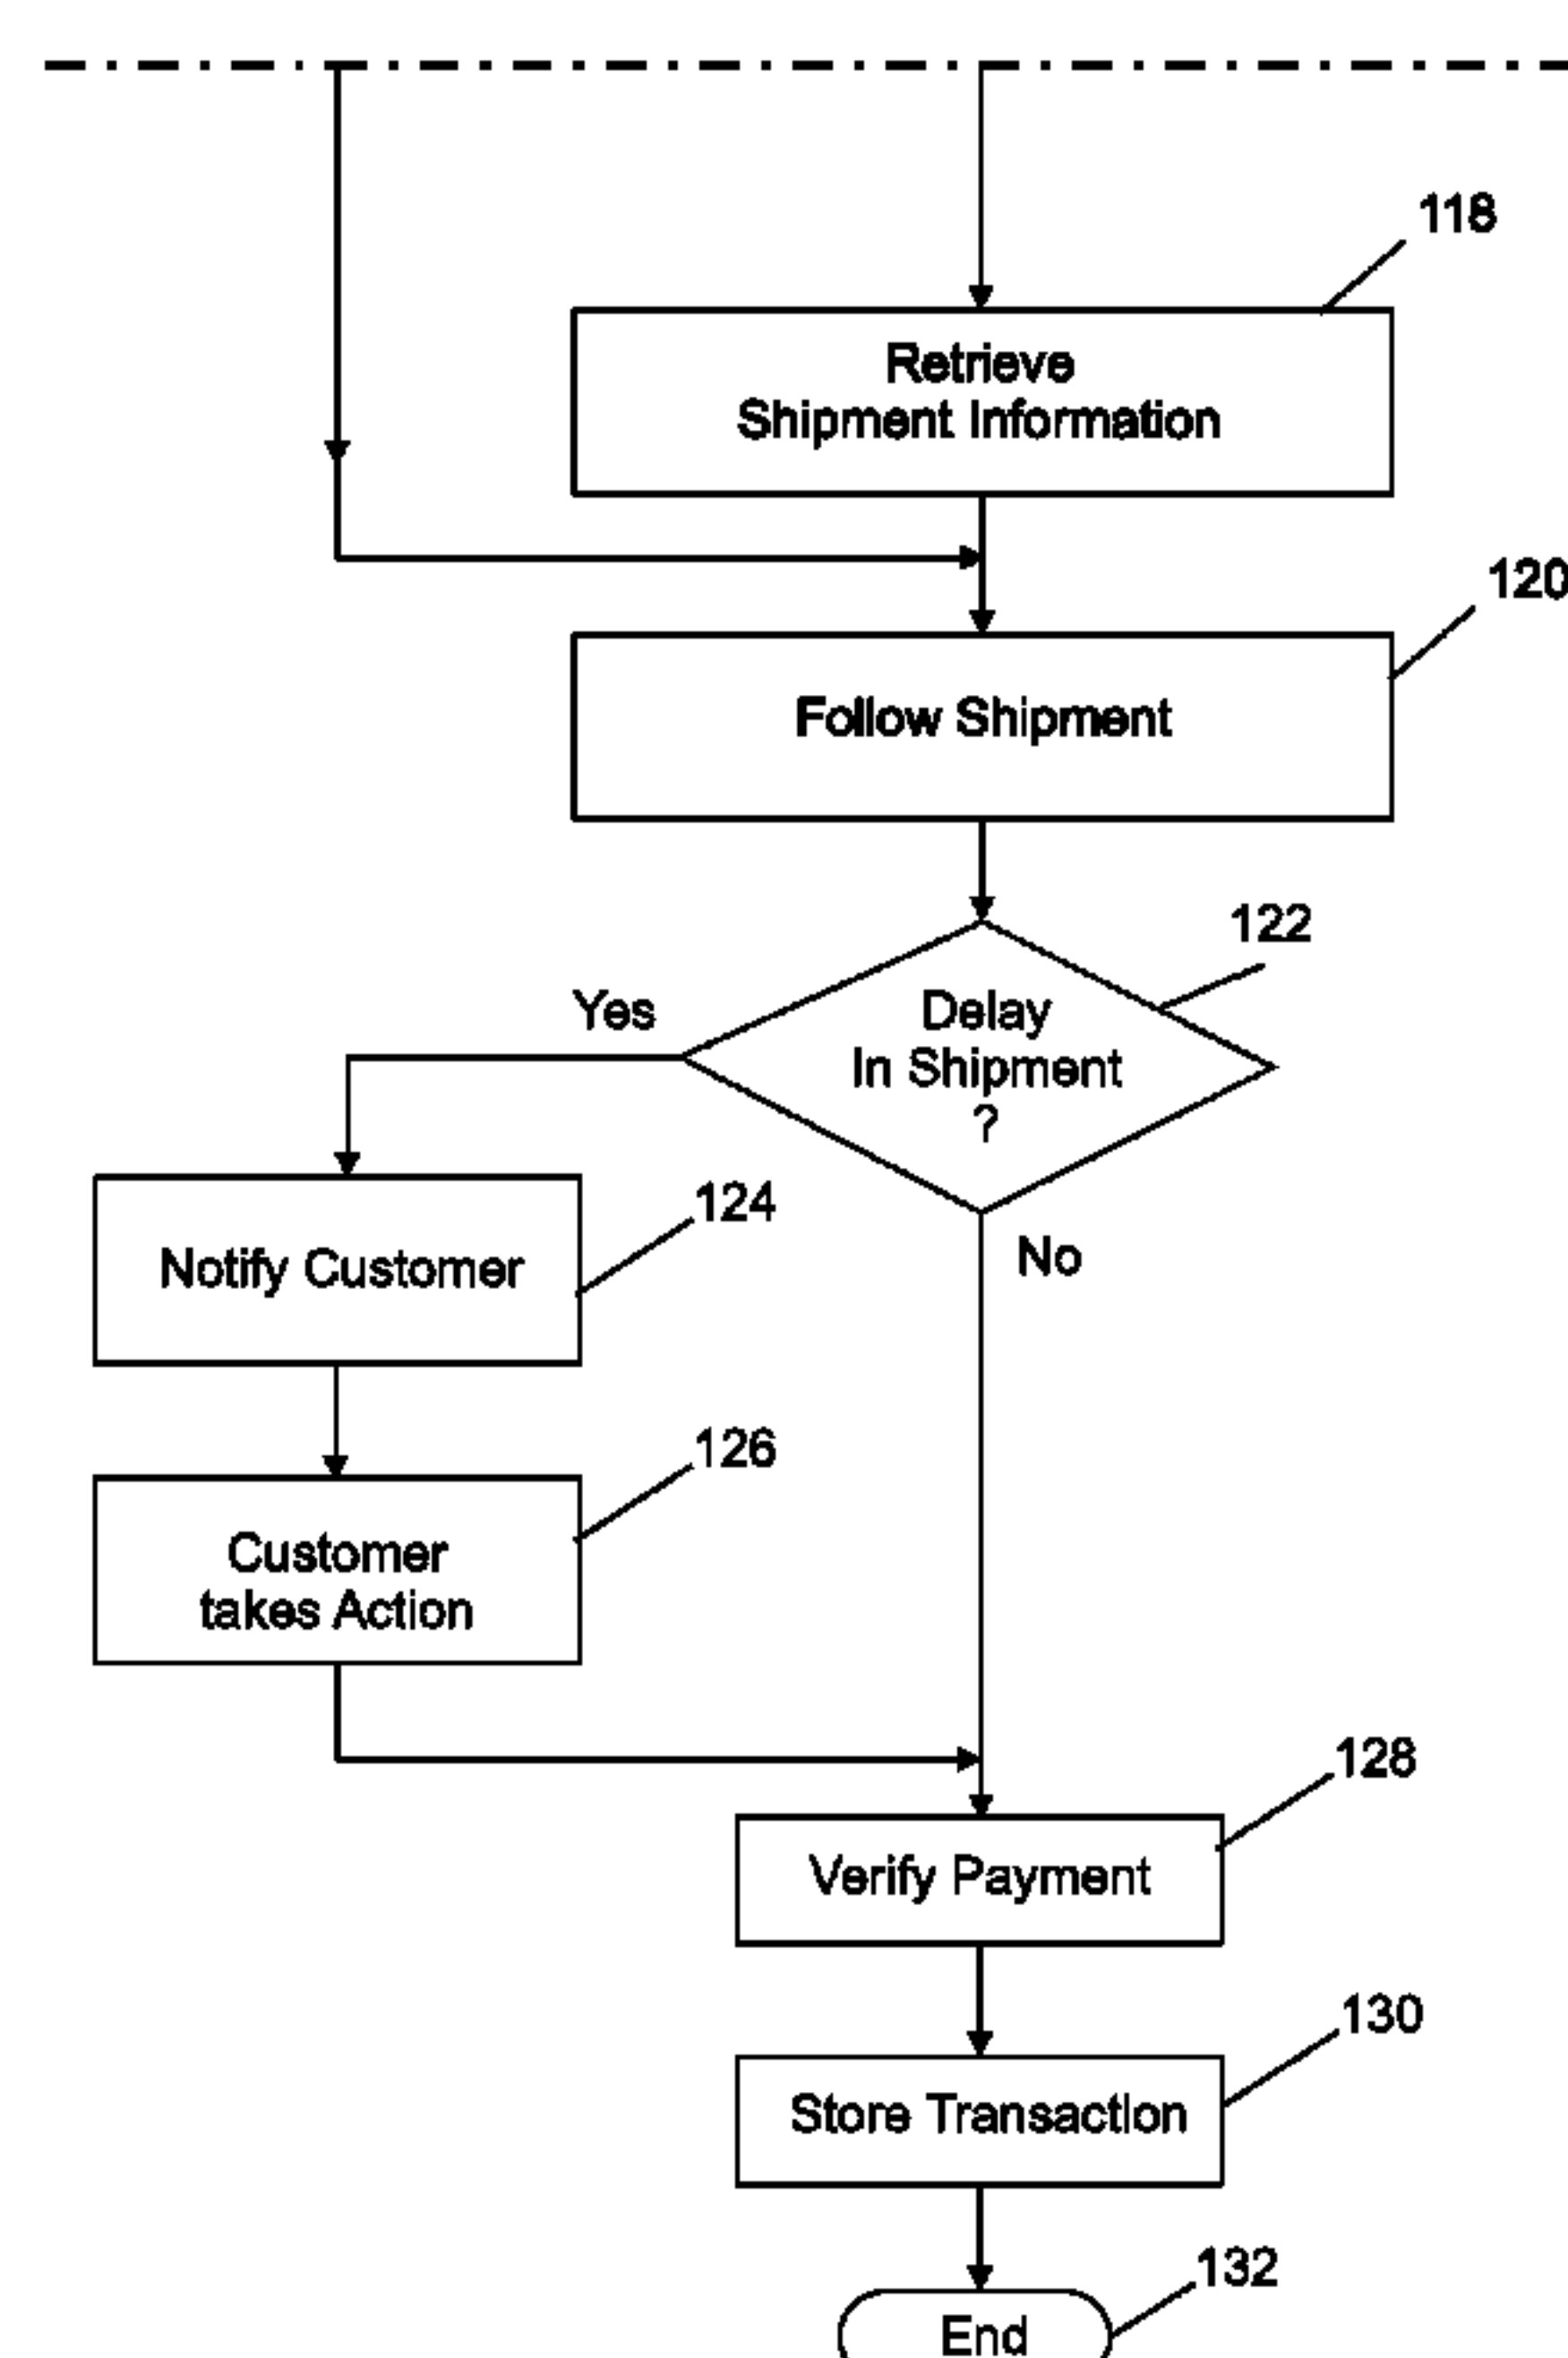 118
Retrieve
Shipment Information
120
Follow Shipment
122
Yes
Delay
In Shipment
?
124
No
Notify Customer
126
Customer
takes Action
128
Verify Payment
130
Store Transaction
132
End